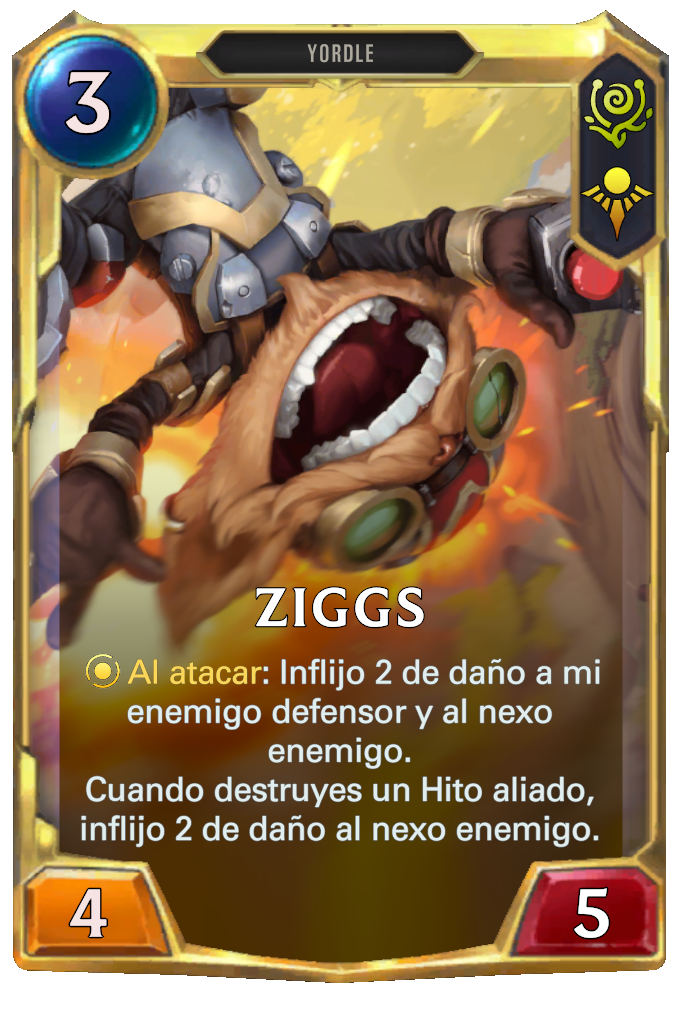 YORDLE
3
ZIGGS
Al atacar: Inflijo 2 de daño a mi
enemigo defensor y al nexo
enemigo.
Cuando destruyes un Hito aliado,
inflijo 2 de daño al nexo enemigo.
4
5